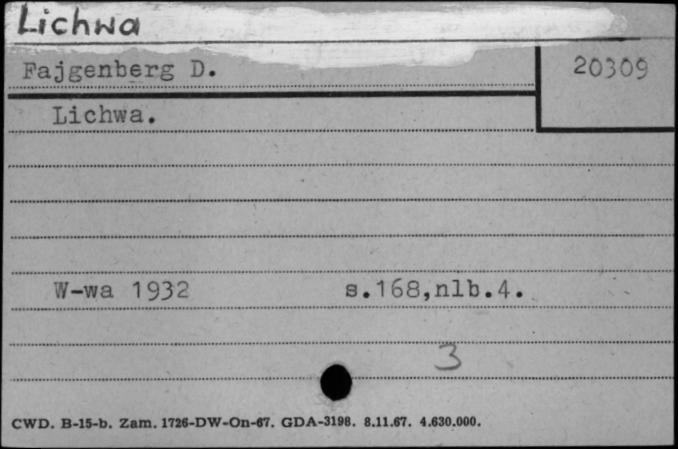 Lichwa
Fajgenberg D.
20309
Lichwa.
W-wa 1932 s.168,nlb.4.
3
CWD. B-15-b. Zam. 1726-DW-On-67. GDA-3198. 8.11.67. 4.630.000.